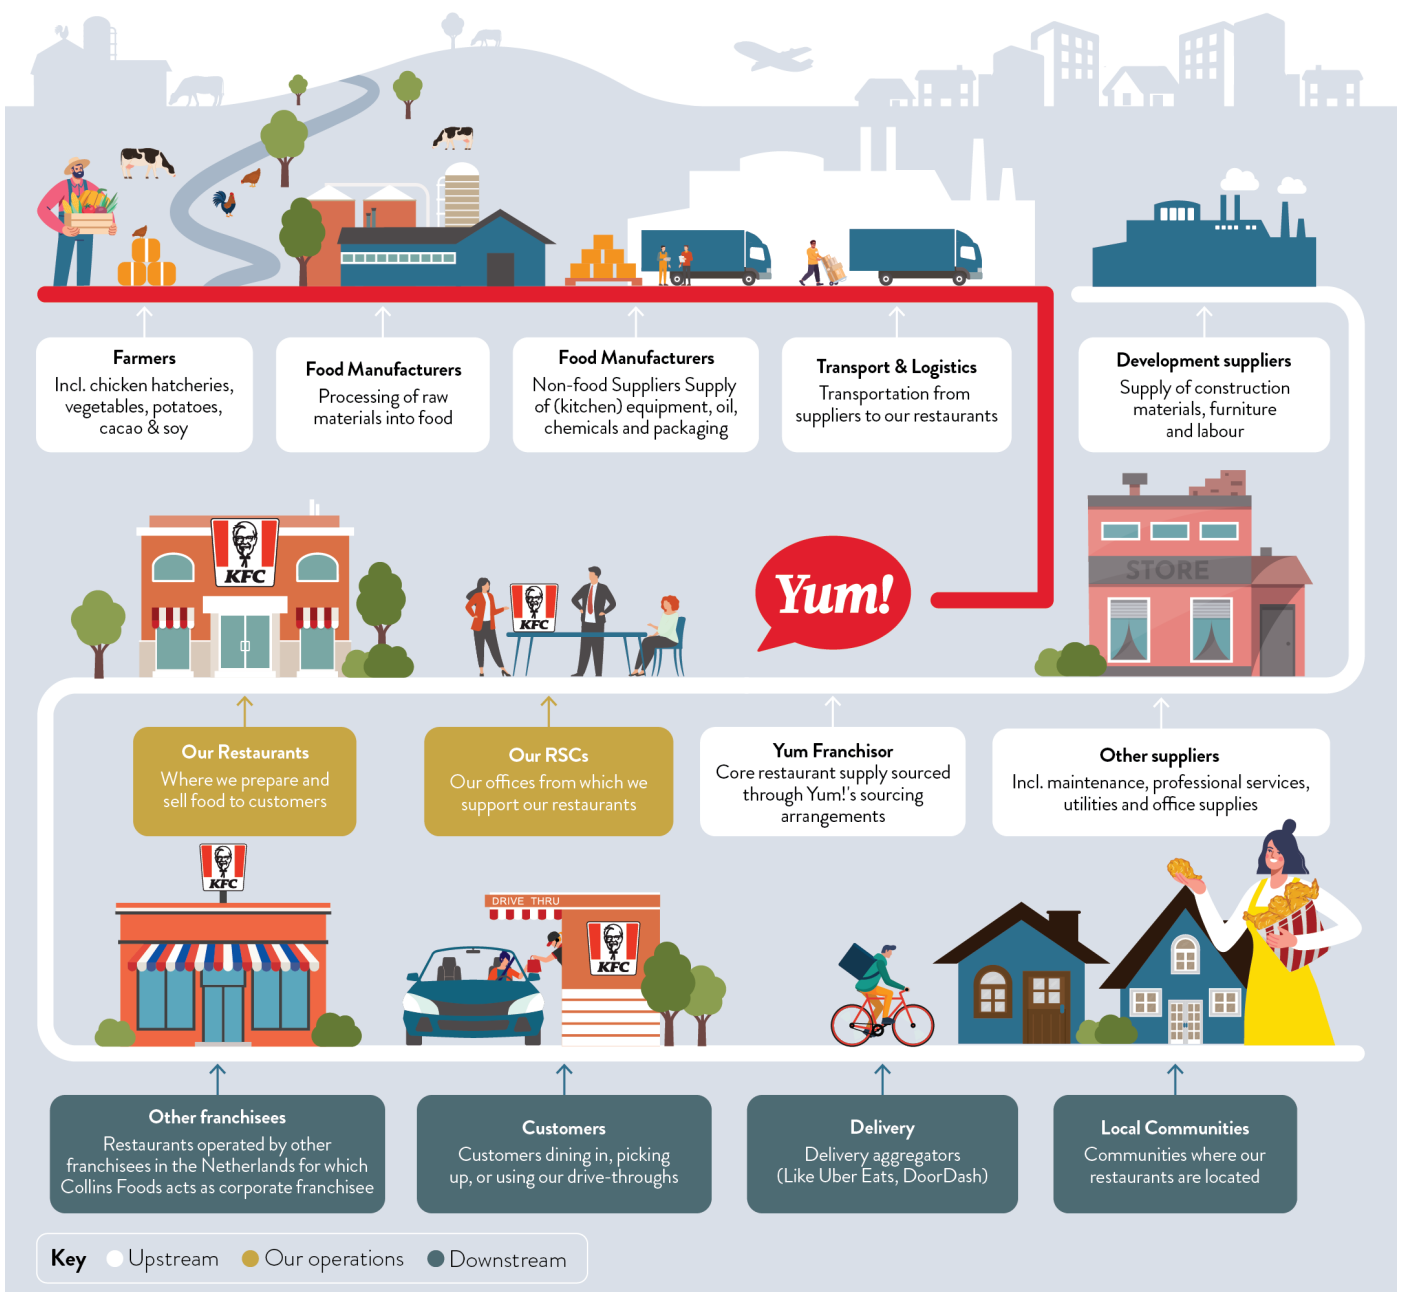 Farmers
Incl. chicken hatcheries,
vegetables, potatoes,
cacao & soy
Food Manufacturers
Processing of raw
materials into food
Food Manufacturers
Non-food Suppliers Supply
of (kitchen) equipment, oil,
chemicals and packaging
Transport & Logistics
Transportation from
suppliers to our restaurants
Development suppliers
Supply of construction
materials, furniture
and labour
KFC
KFC
Yum!
STORE
Our Restaurants
Where we prepare and
sell food to customers
Our RSCs
Our offices from which we
support our restaurants
Yum Franchisor
Core restaurant supply sourced
through Yum!'s sourcing
arrangements
Other suppliers
Incl. maintenance, professional services,
utilities and office supplies
KFC
DRIVE THRU
KFC
Other franchisees
Restaurants operated by other
franchisees in the Netherlands for which
Collins Foods acts as corporate franchisee
Customers
Customers dining in, picking
up, or using our drive-throughs
Delivery
Delivery aggregators
(Like Uber Eats, DoorDash)
Local Communities
Communities where our
restaurants are located
Key
Upstream
Our operations
Downstream